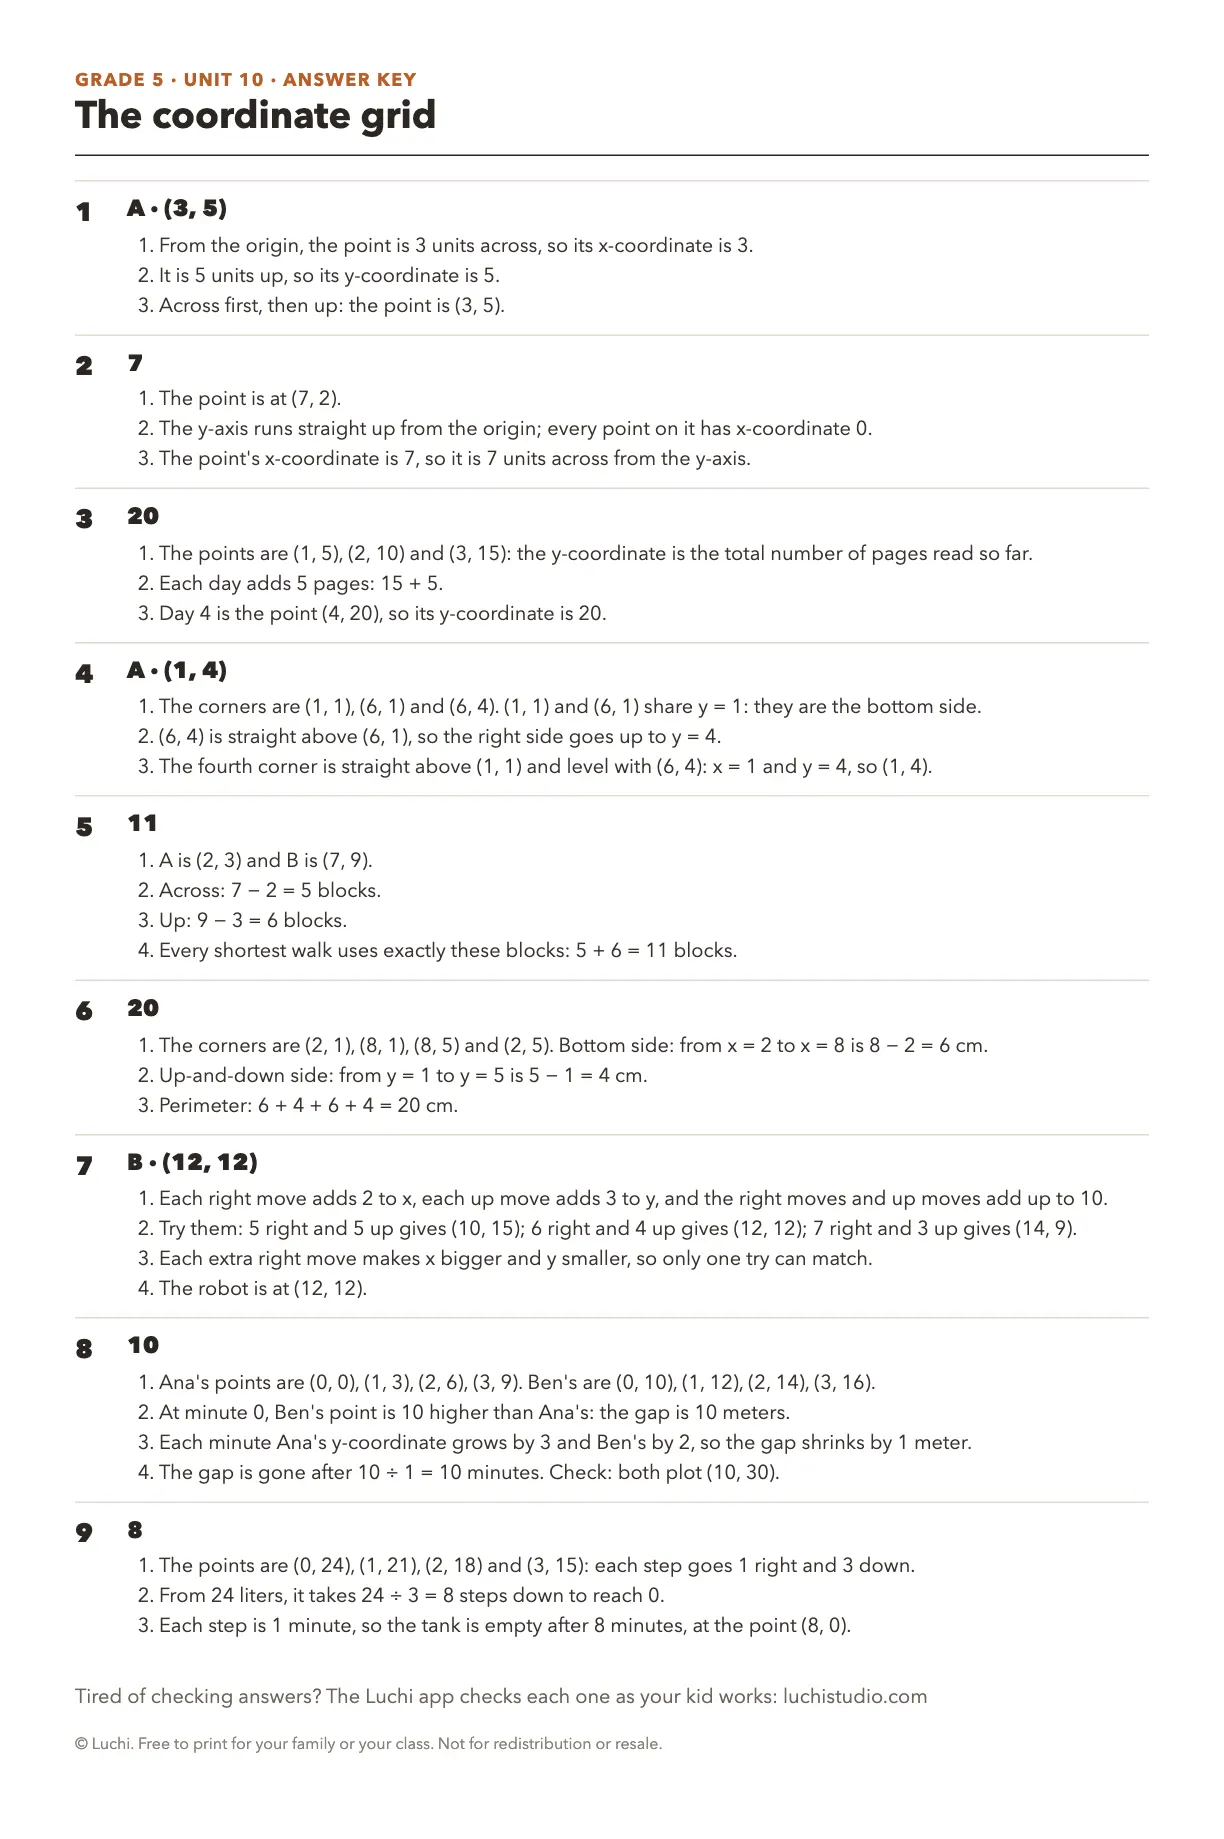 GRADE 5 · UNIT 10 · ANSWER KEY
The coordinate grid
1 A · (3, 5)
1. From the origin, the point is 3 units across, so its x-coordinate is 3.
2. It is 5 units up, so its y-coordinate is 5.
3. Across first, then up: the point is (3, 5).
2 7
1. The point is at (7, 2).
2. The y-axis runs straight up from the origin; every point on it has x-coordinate 0.
3. The point's x-coordinate is 7, so it is 7 units across from the y-axis.
3 20
1. The points are (1, 5), (2, 10) and (3, 15): the y-coordinate is the total number of pages read so far.
2. Each day adds 5 pages: 15 + 5.
3. Day 4 is the point (4, 20), so its y-coordinate is 20.
4 A · (1, 4)
1. The corners are (1, 1), (6, 1) and (6, 4). (1, 1) and (6, 1) share y = 1: they are the bottom side.
2. (6, 4) is straight above (6, 1), so the right side goes up to y = 4.
3. The fourth corner is straight above (1, 1) and level with (6, 4): x = 1 and y = 4, so (1, 4).
5 11
1. A is (2, 3) and B is (7, 9).
2. Across: 7 − 2 = 5 blocks.
3. Up: 9 − 3 = 6 blocks.
4. Every shortest walk uses exactly these blocks: 5 + 6 = 11 blocks.
6 20
1. The corners are (2, 1), (8, 1), (8, 5) and (2, 5). Bottom side: from x = 2 to x = 8 is 8 − 2 = 6 cm.
2. Up-and-down side: from y = 1 to y = 5 is 5 − 1 = 4 cm.
3. Perimeter: 6 + 4 + 6 + 4 = 20 cm.
7 B · (12, 12)
1. Each right move adds 2 to x, each up move adds 3 to y, and the right moves and up moves add up to 10.
2. Try them: 5 right and 5 up gives (10, 15); 6 right and 4 up gives (12, 12); 7 right and 3 up gives (14, 9).
3. Each extra right move makes x bigger and y smaller, so only one try can match.
4. The robot is at (12, 12).
8 10
1. Ana's points are (0, 0), (1, 3), (2, 6), (3, 9). Ben's are (0, 10), (1, 12), (2, 14), (3, 16).
2. At minute 0, Ben's point is 10 higher than Ana's: the gap is 10 meters.
3. Each minute Ana's y-coordinate grows by 3 and Ben's by 2, so the gap shrinks by 1 meter.
4. The gap is gone after 10 ÷ 1 = 10 minutes. Check: both plot (10, 30).
9 8
1. The points are (0, 24), (1, 21), (2, 18) and (3, 15): each step goes 1 right and 3 down.
2. From 24 liters, it takes 24 ÷ 3 = 8 steps down to reach 0.
3. Each step is 1 minute, so the tank is empty after 8 minutes, at the point (8, 0).
Tired of checking answers? The Luchi app checks each one as your kid works: luchistudio.com
© Luchi. Free to print for your family or your class. Not for redistribution or resale.